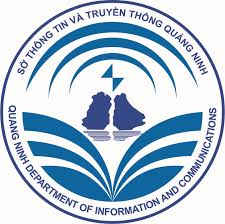 SỞ THÔNG TIN VÀ TRUYỀN THÔNG QUẢNG NINH
QUANG NINH DEPARTMENT OF INFORMATION AND COMMUNICATIONS